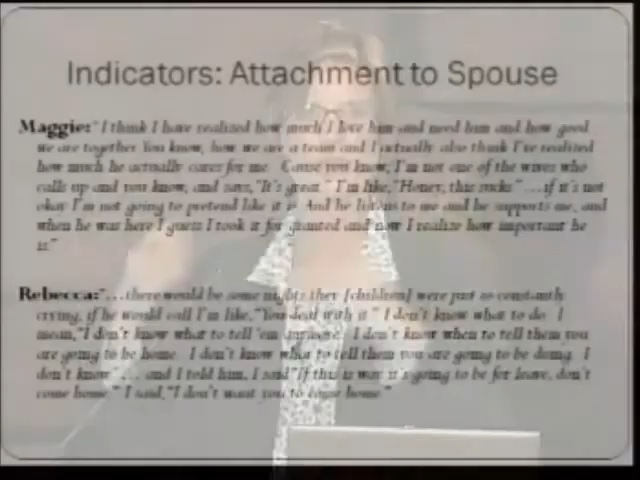 Indicators: Attachment to Spouse
Maggie: "I think I have realized how much I love him and need him and how good
we are together You know, how we are a team and I actually also think I've realized
how much he actually cares for me. Cause you know, I'm not one of the wives who
calls up and you know, and says, "It's great." I'm like, "Honey, this sucks" ...if it's not
okay I'm not going to pretend like it is And he listens to me and he supports me, and
when he was here I guess I took it for granted and now I realize how important he
is."
Rebecca: "...there would be some nights they [children] were just so constantly
crying, if he would call I'm like, "You deal with it." I don't know what to do. I
mean, "I don't know what to tell 'em anymore. I don't know when to tell them you
are going to be home. I don't know what to tell them you are going to be doing. I
don't know" ... and I told him, I said "If this is way it's going to be for leave, don't
come home." I said, "I don't want you to come home."